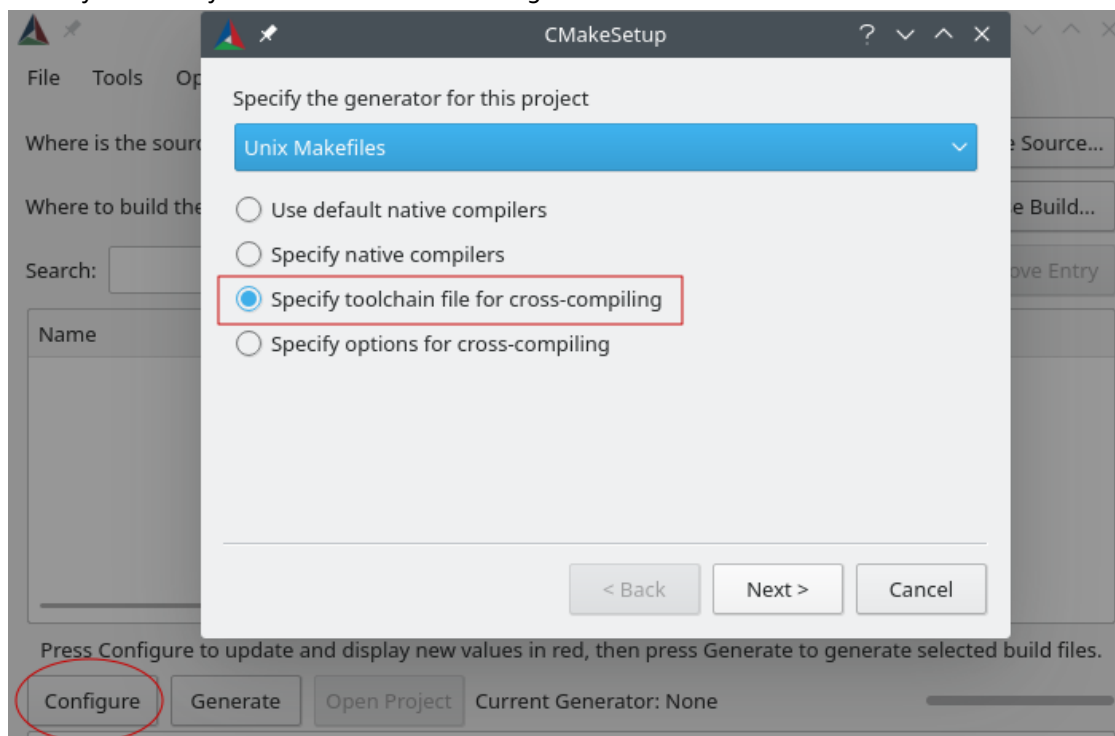 CMakeSetup
File Tools Op
Specify the generator for this project
Where is the sourc
Unix Makefiles
e Source...
Where to build the
Use default native compilers
e Build...
Specify native compilers
Search:
ove Entry
Specify toolchain file for cross-compiling
Name
Specify options for cross-compiling
< Back Next > Cancel
Press Configure to update and display new values in red, then press Generate to generate selected build files.
Configure Generate Open Project Current Generator: None